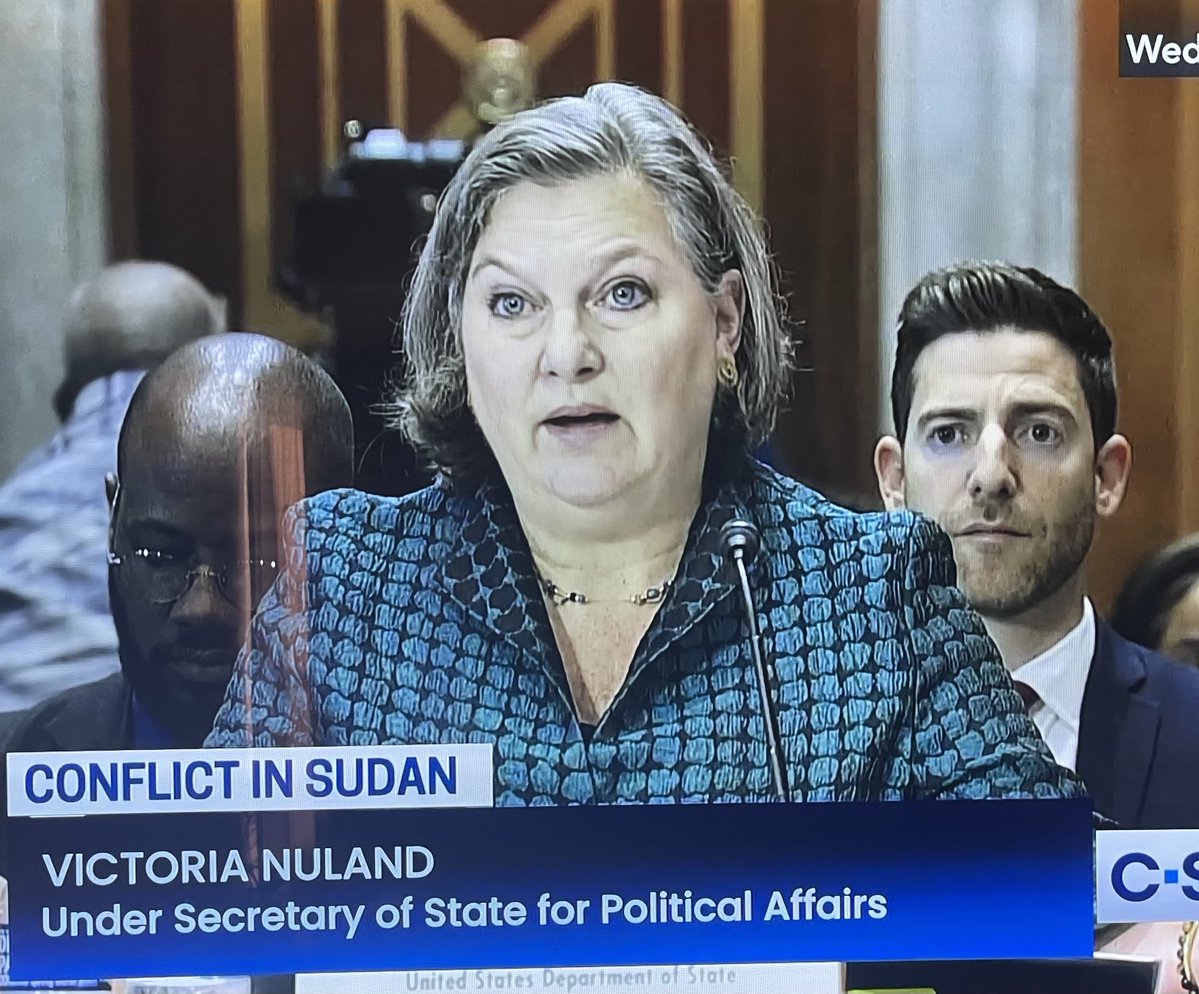 Wed
CONFLICT IN SUDAN
VICTORIA NULAND
Under Secretary of State for Political Affairs
C·S
United States Department of State